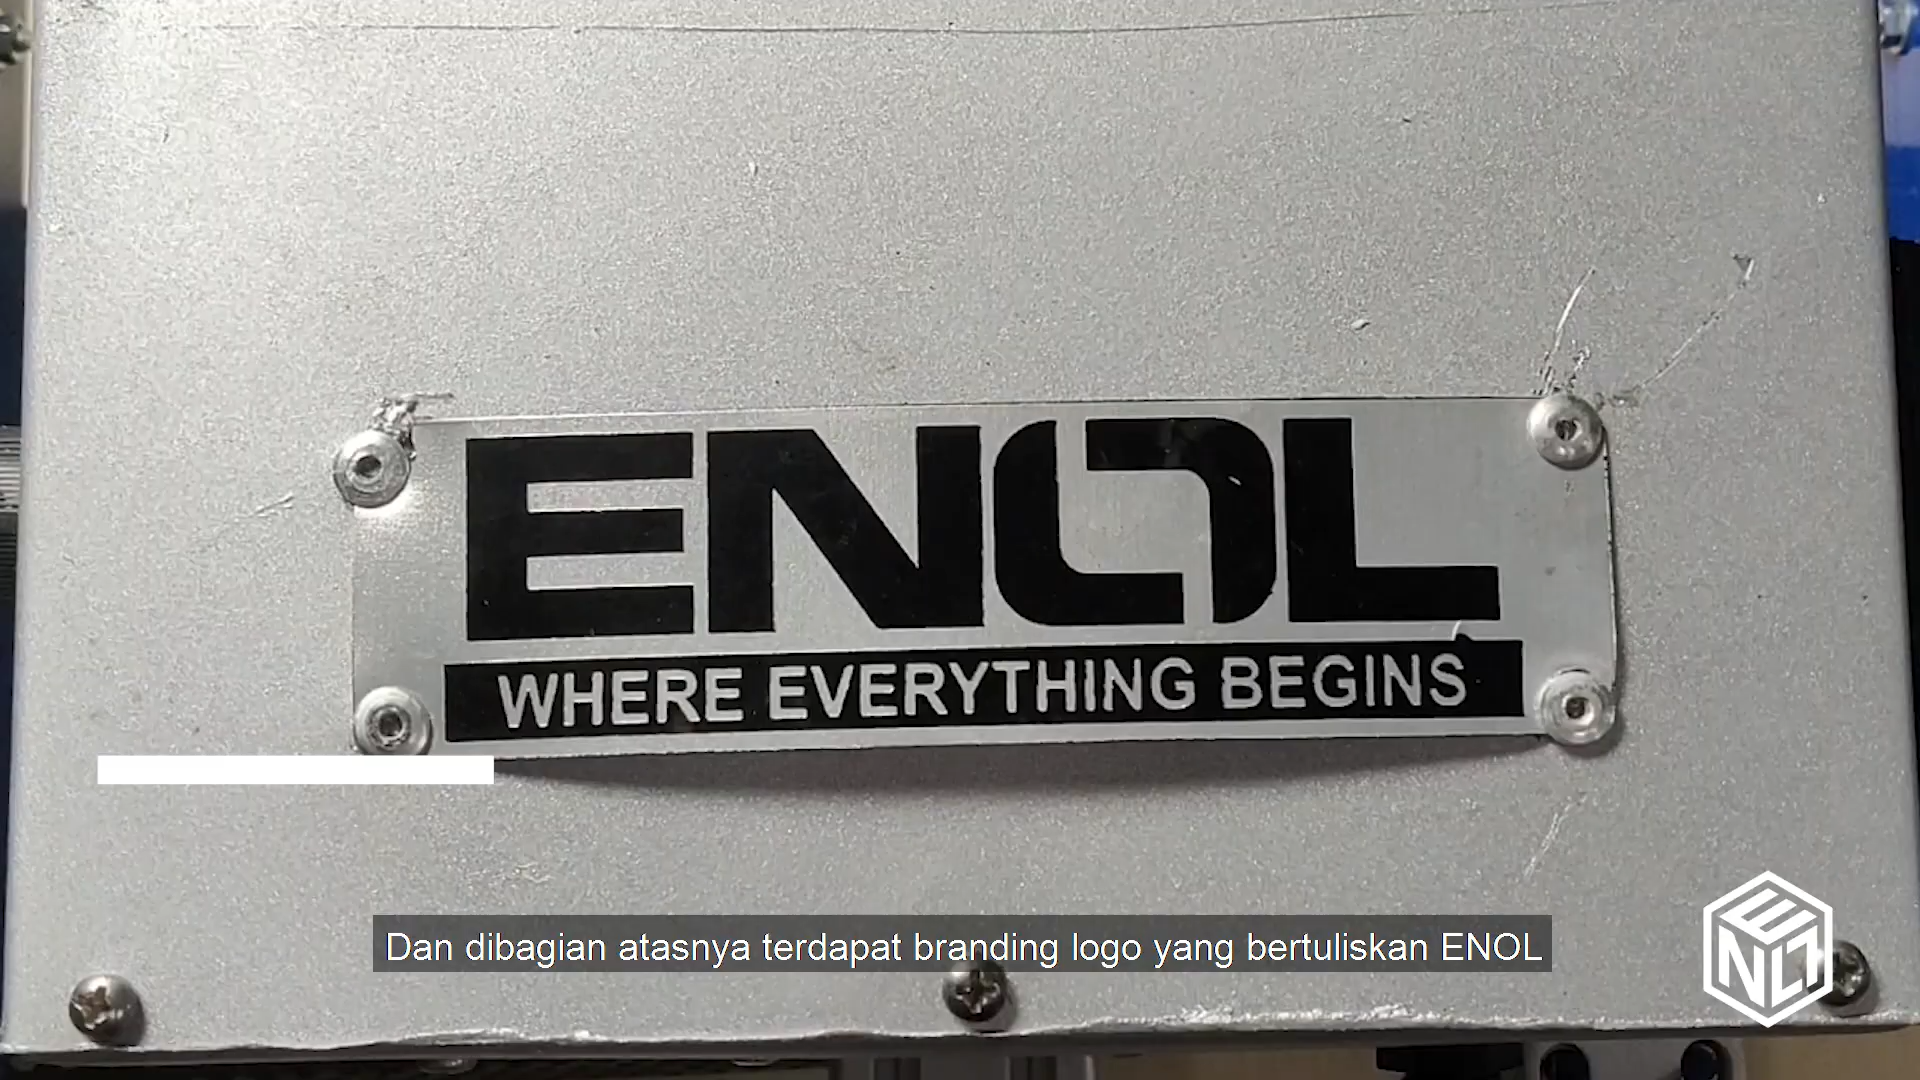 ENOL
WHERE EVERYTHING BEGINS
Dan dibagian atasnya terdapat branding logo yang bertuliskan ENOL